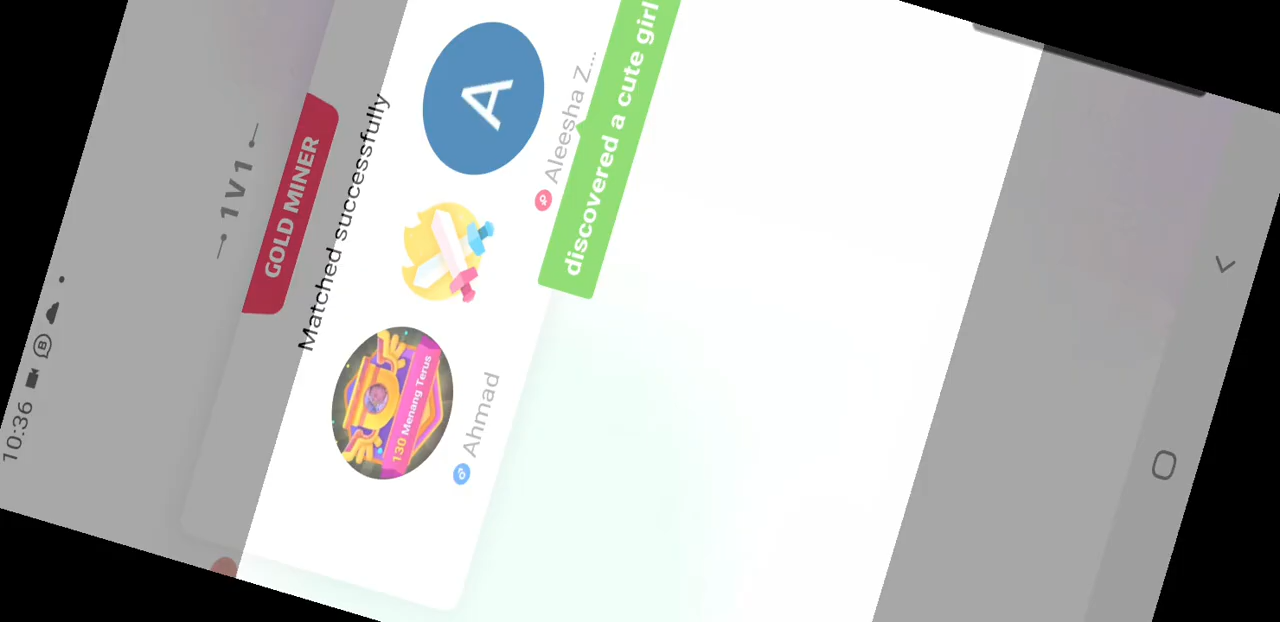 10:36
1V1
GOLD MINER
Matched successfully
130 Menang Terus
A
Ahmad
Aleesha Z...
discovered a cute girl